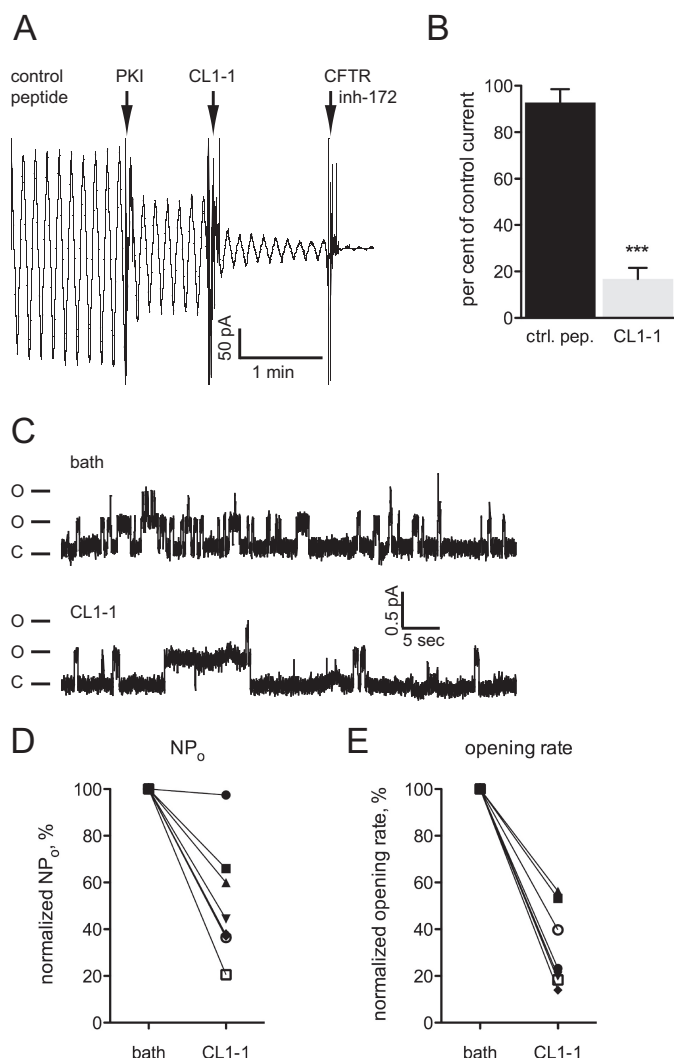 A
control peptide
PKI
CL1-1
CFTR inh-172
50 pA
1 min
B
per cent of control current
100
80
60
40
20
0
***
ctrl. pep.
CL1-1
C
bath
O
O
C
CL1-1
O
O
C
0.5 pA
5 sec
D
NPo
normalized NPo, %
100
80
60
40
20
0
bath
CL1-1
E
opening rate
normalized opening rate, %
100
80
60
40
20
0
bath
CL1-1